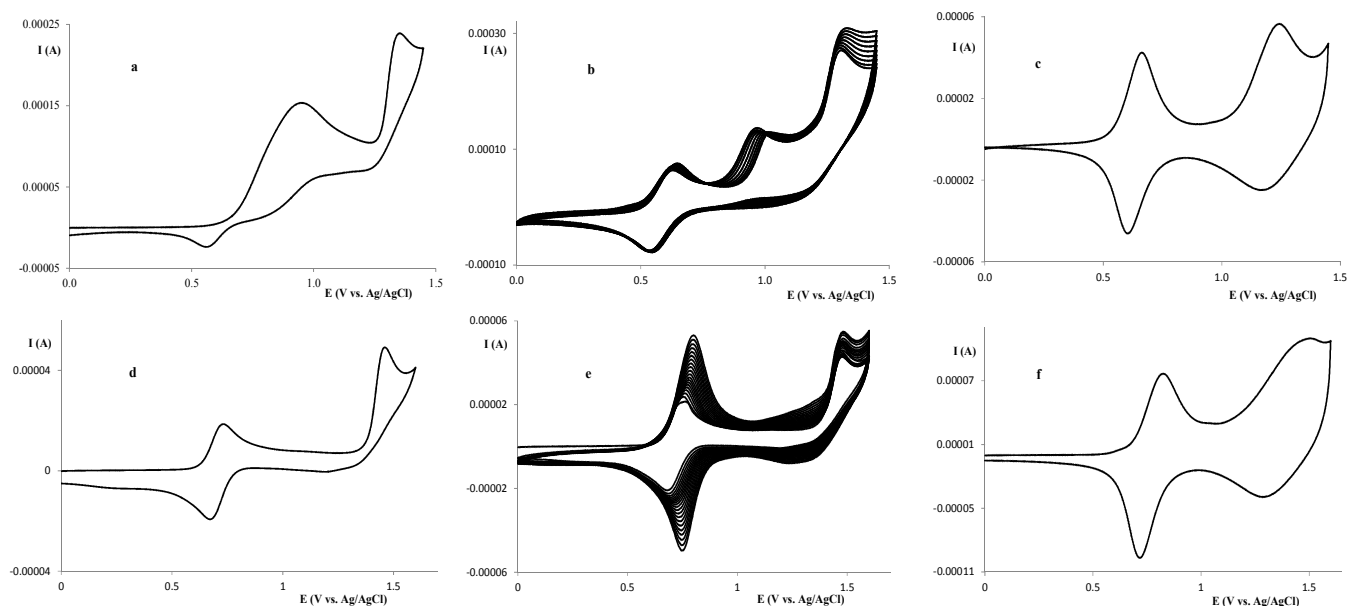 0.00025
I (A)
a
0.00015
0.00005
-0.00005
0.0
0.5
1.0
1.5
E (V vs. Ag/AgCl)
0.00030
I (A)
b
0.00010
-0.00010
0.0
0.5
1.0
1.5
E (V vs. Ag/AgCl)
0.00006
I (A)
c
0.00002
-0.00002
-0.00006
0.0
0.5
1.0
1.5
E (V vs. Ag/AgCl)
I (A)
d
0.00004
0
-0.00004
0
0.5
1
1.5
E (V vs. Ag/AgCl)
0.00006
I (A)
e
0.00002
-0.00002
-0.00006
0
0.5
1
1.5
E (V vs. Ag/AgCl)
I (A)
f
0.00007
0.00001
-0.00005
-0.00011
0.0
0.5
1.0
1.5
E (V vs. Ag/AgCl)